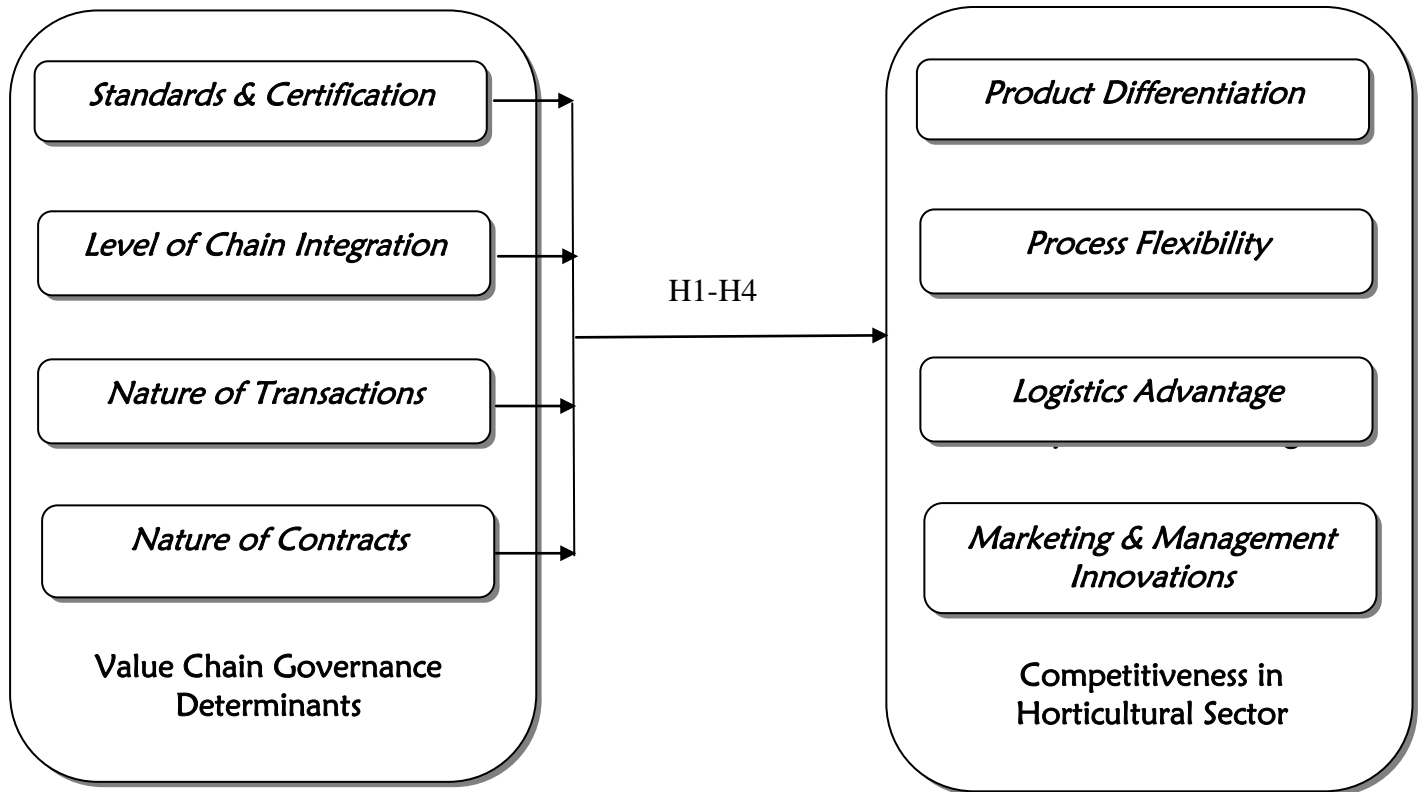 Standards & Certification
Level of Chain Integration
Nature of Transactions
Nature of Contracts
Value Chain Governance
Determinants
H1-H4
Product Differentiation
Process Flexibility
Logistics Advantage
Marketing & Management
Innovations
Competitiveness in
Horticultural Sector